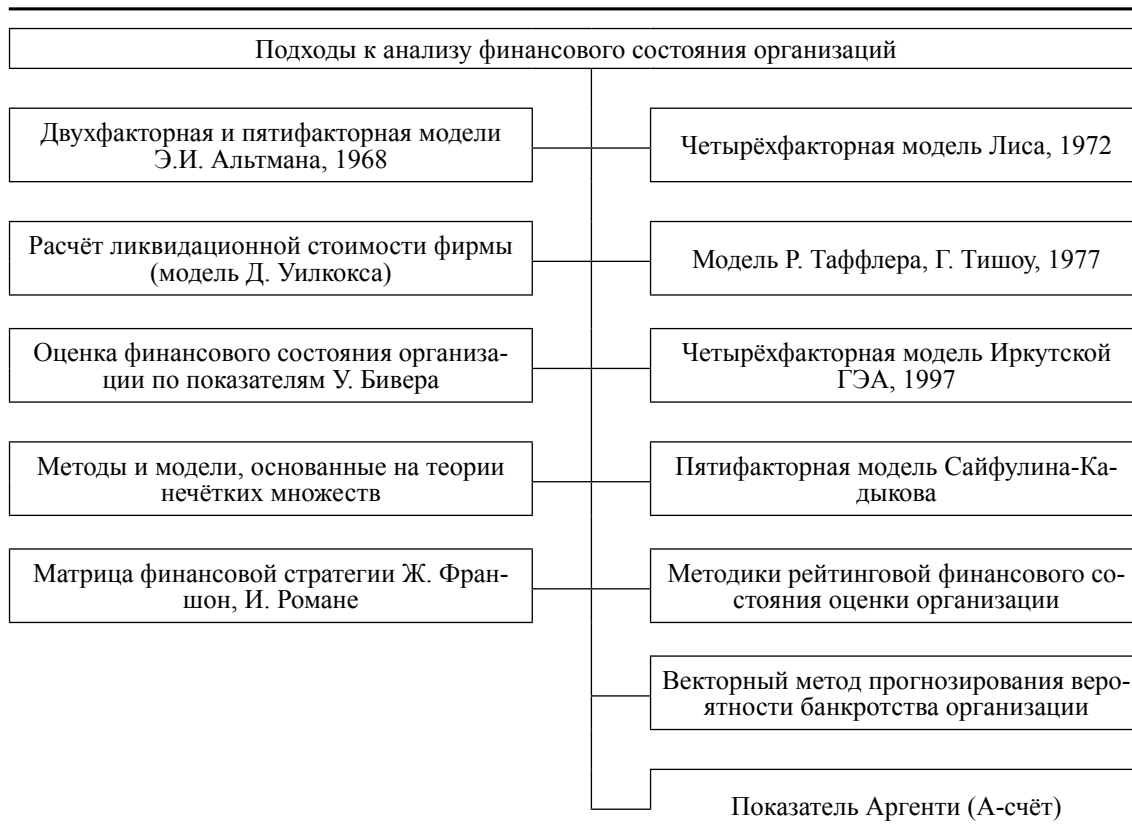 Подходы к анализу финансового состояния организаций
Двухфакторная и пятифакторная модели
Э.И. Альтмана, 1968
Четырёхфакторная модель Лиса, 1972
Расчёт ликвидационной стоимости фирмы
(модель Д. Уилкокса)
Модель Р. Таффлера, Г. Тишоу, 1977
Оценка финансового состояния организа-
ции по показателям У. Бивера
Четырёхфакторная модель Иркутской
ГЭА, 1997
Методы и модели, основанные на теории
нечётких множеств
Пятифакторная модель Сайфулина-Ка-
дыкова
Матрица финансовой стратегии Ж. Фран-
шон, И. Романе
Методики рейтинговой финансового со-
стояния оценки организации
Векторный метод прогнозирования веро-
ятности банкротства организации
Показатель Аргенти (А-счёт)